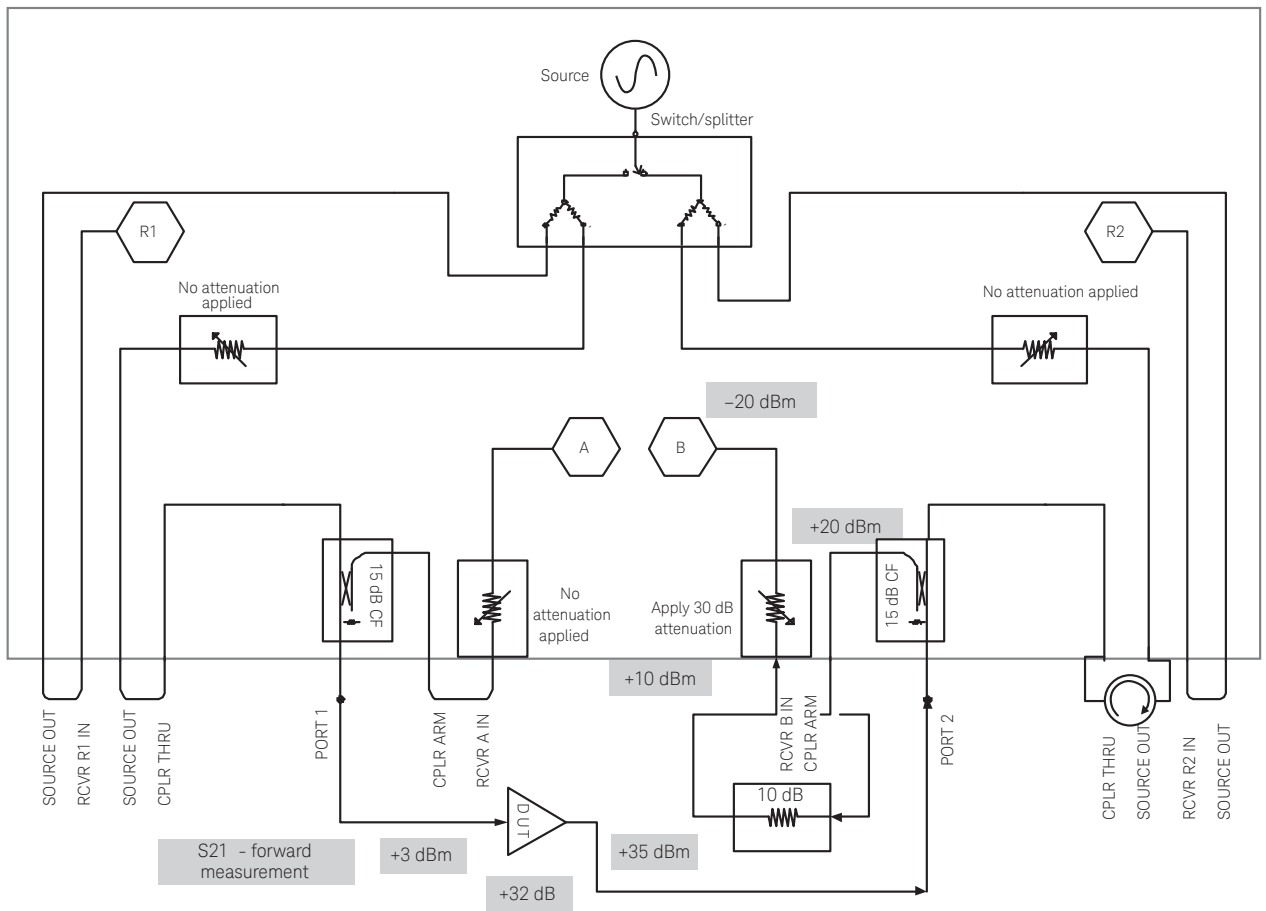 Source
Switch/splitter
R1
R2
No attenuation
applied
No attenuation applied
−20 dBm
A
B
+20 dBm
15 dB CF
No
attenuation
applied
Apply 30 dB
attenuation
15 dB CF
+10 dBm
SOURCE OUT
RCVR R1 IN
SOURCE OUT
CPLR THRU
PORT 1
CPLR ARM
RCVR A IN
RCVR B IN
CPLR ARM
PORT 2
CPLR THRU
SOURCE OUT
RCVR R2 IN
SOURCE OUT
10 dB
DUT
S21 - forward
measurement
+3 dBm
+35 dBm
+32 dB